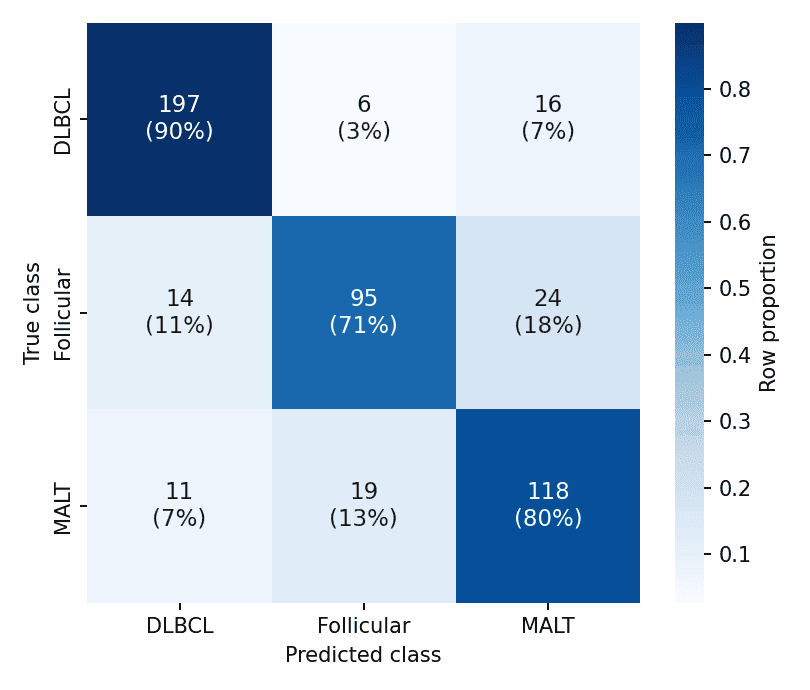 True class
DLBCL
197
(90%)
6
(3%)
16
(7%)
Follicular
14
(11%)
95
(71%)
24
(18%)
MALT
11
(7%)
19
(13%)
118
(80%)
DLBCL
Follicular
MALT
Predicted class
0.8
0.7
0.6
0.5
0.4
0.3
0.2
0.1
Row proportion